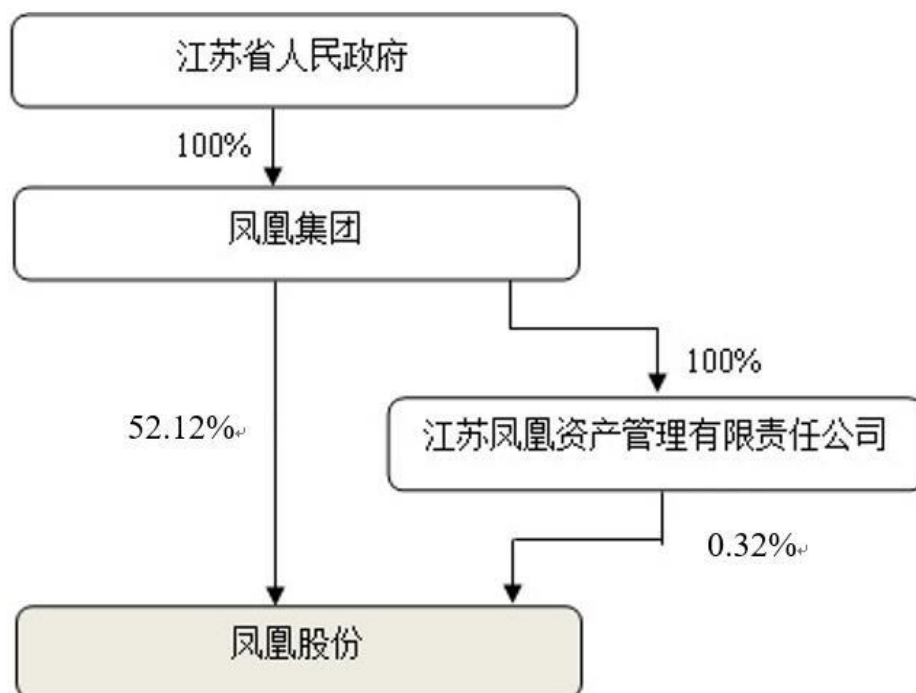 江苏省人民政府
100%
凤凰集团
100%
52.12%
江苏凤凰资产管理有限责任公司
0.32%
凤凰股份